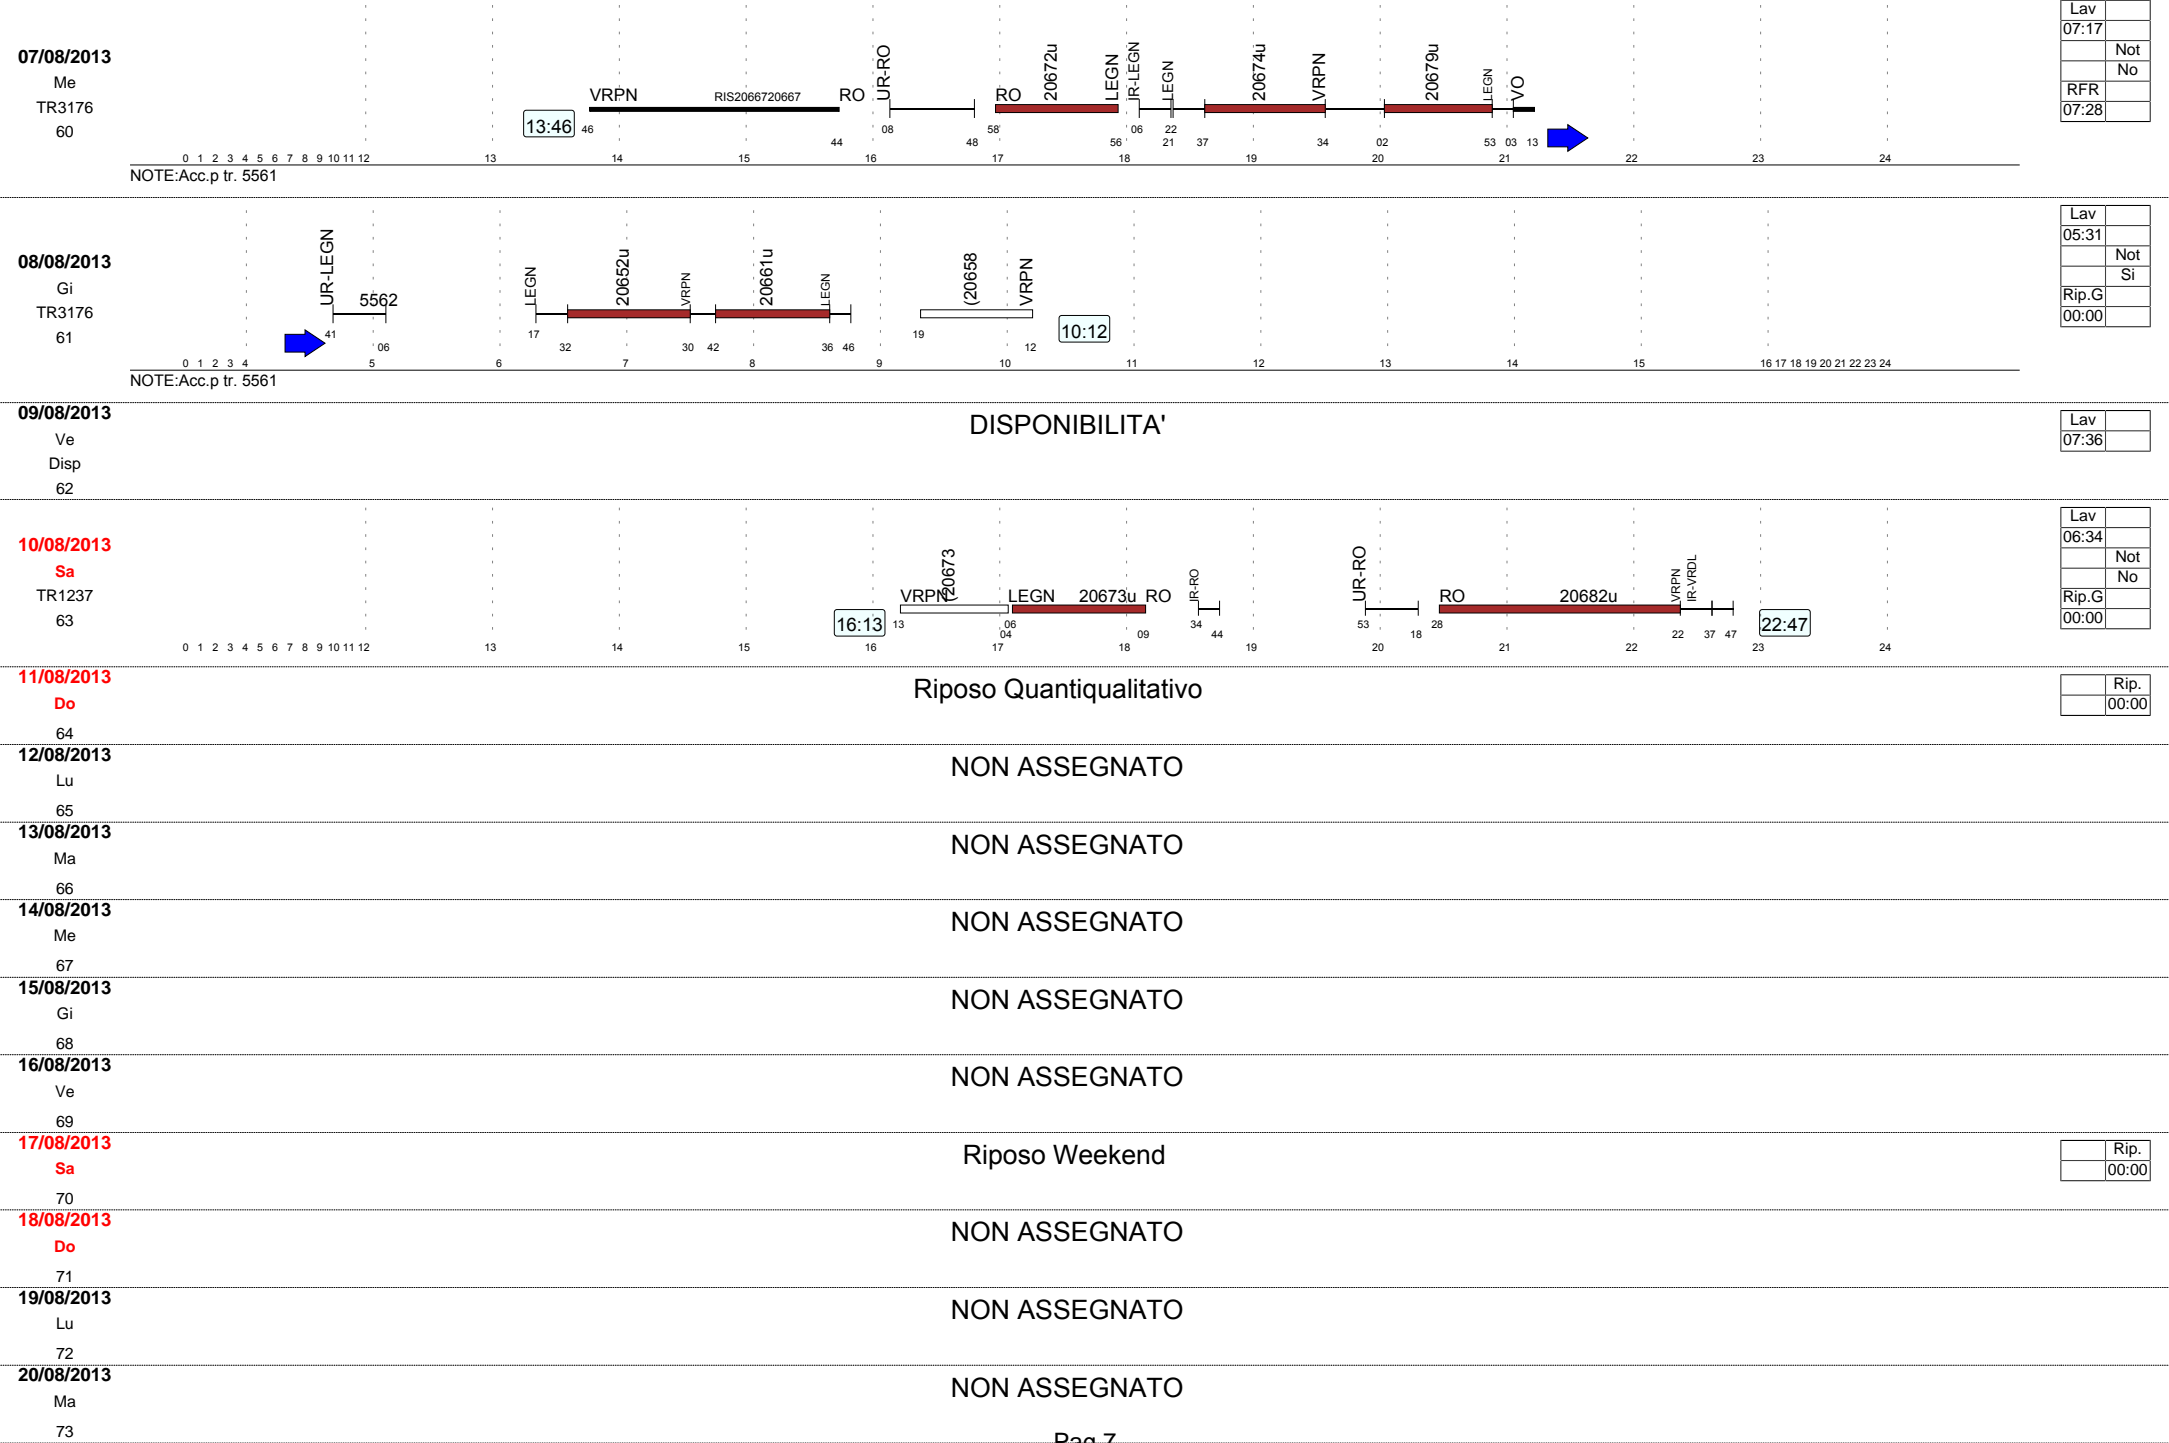 Lav
07:17
Not
No
RFR
07:28
07/08/2013
Me
TR3176
60
13:46
VRPN RIS2066720667 RO UR-RO RO 20672u LEGN IR-LEGN LEGN 20674u VRPN 20679u LEGN VO
46 44 08 48 58 56 06 22 21 37 34 02 53 03 13
0 1 2 3 4 5 6 7 8 9 10 11 12 13 14 15 16 17 18 19 20 21 22 23 24
NOTE:Acc.p tr. 5561
Lav
05:31
Not
Si
Rip.G
00:00
08/08/2013
Gi
TR3176
61
UR-LEGN 5562 LEGN 20652u VRPN 20661u LEGN (20658 VRPN
10:12
41 06 17 32 30 42 36 46 19 12
0 1 2 3 4 5 6 7 8 9 10 11 12 13 14 15 16 17 18 19 20 21 22 23 24
NOTE:Acc.p tr. 5561
09/08/2013
Ve
Disp
62
DISPONIBILITA'
Lav
07:36
10/08/2013
Sa
TR1237
63
16:13
VRPN (20673 LEGN 20673u RO IR-RO UR-RO RO 20682u VRPN IR-VRDL
22:47
13 06 04 09 34 44 53 18 28 22 37 47
0 1 2 3 4 5 6 7 8 9 10 11 12 13 14 15 16 17 18 19 20 21 22 23 24
Lav
06:34
Not
No
Rip.G
00:00
11/08/2013
Do
64
Riposo Quantiqualitativo
Rip.
00:00
12/08/2013
Lu
65
NON ASSEGNATO
13/08/2013
Ma
66
NON ASSEGNATO
14/08/2013
Me
67
NON ASSEGNATO
15/08/2013
Gi
68
NON ASSEGNATO
16/08/2013
Ve
69
NON ASSEGNATO
17/08/2013
Sa
70
Riposo Weekend
Rip.
00:00
18/08/2013
Do
71
NON ASSEGNATO
19/08/2013
Lu
72
NON ASSEGNATO
20/08/2013
Ma
73
NON ASSEGNATO
Pag 7